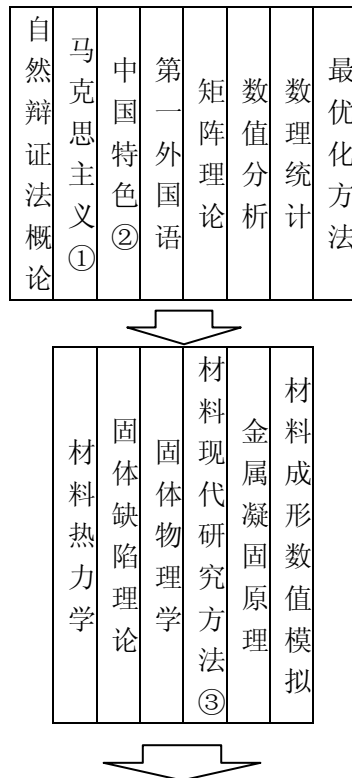 自然辩证法概论
马克思主义①
中国特色②
第一外国语
矩阵理论
数值分析
数理统计
最优化方法
材料热力学
固体缺陷理论
固体物理学
材料现代研究方法③
金属凝固原理
材料成形数值模拟